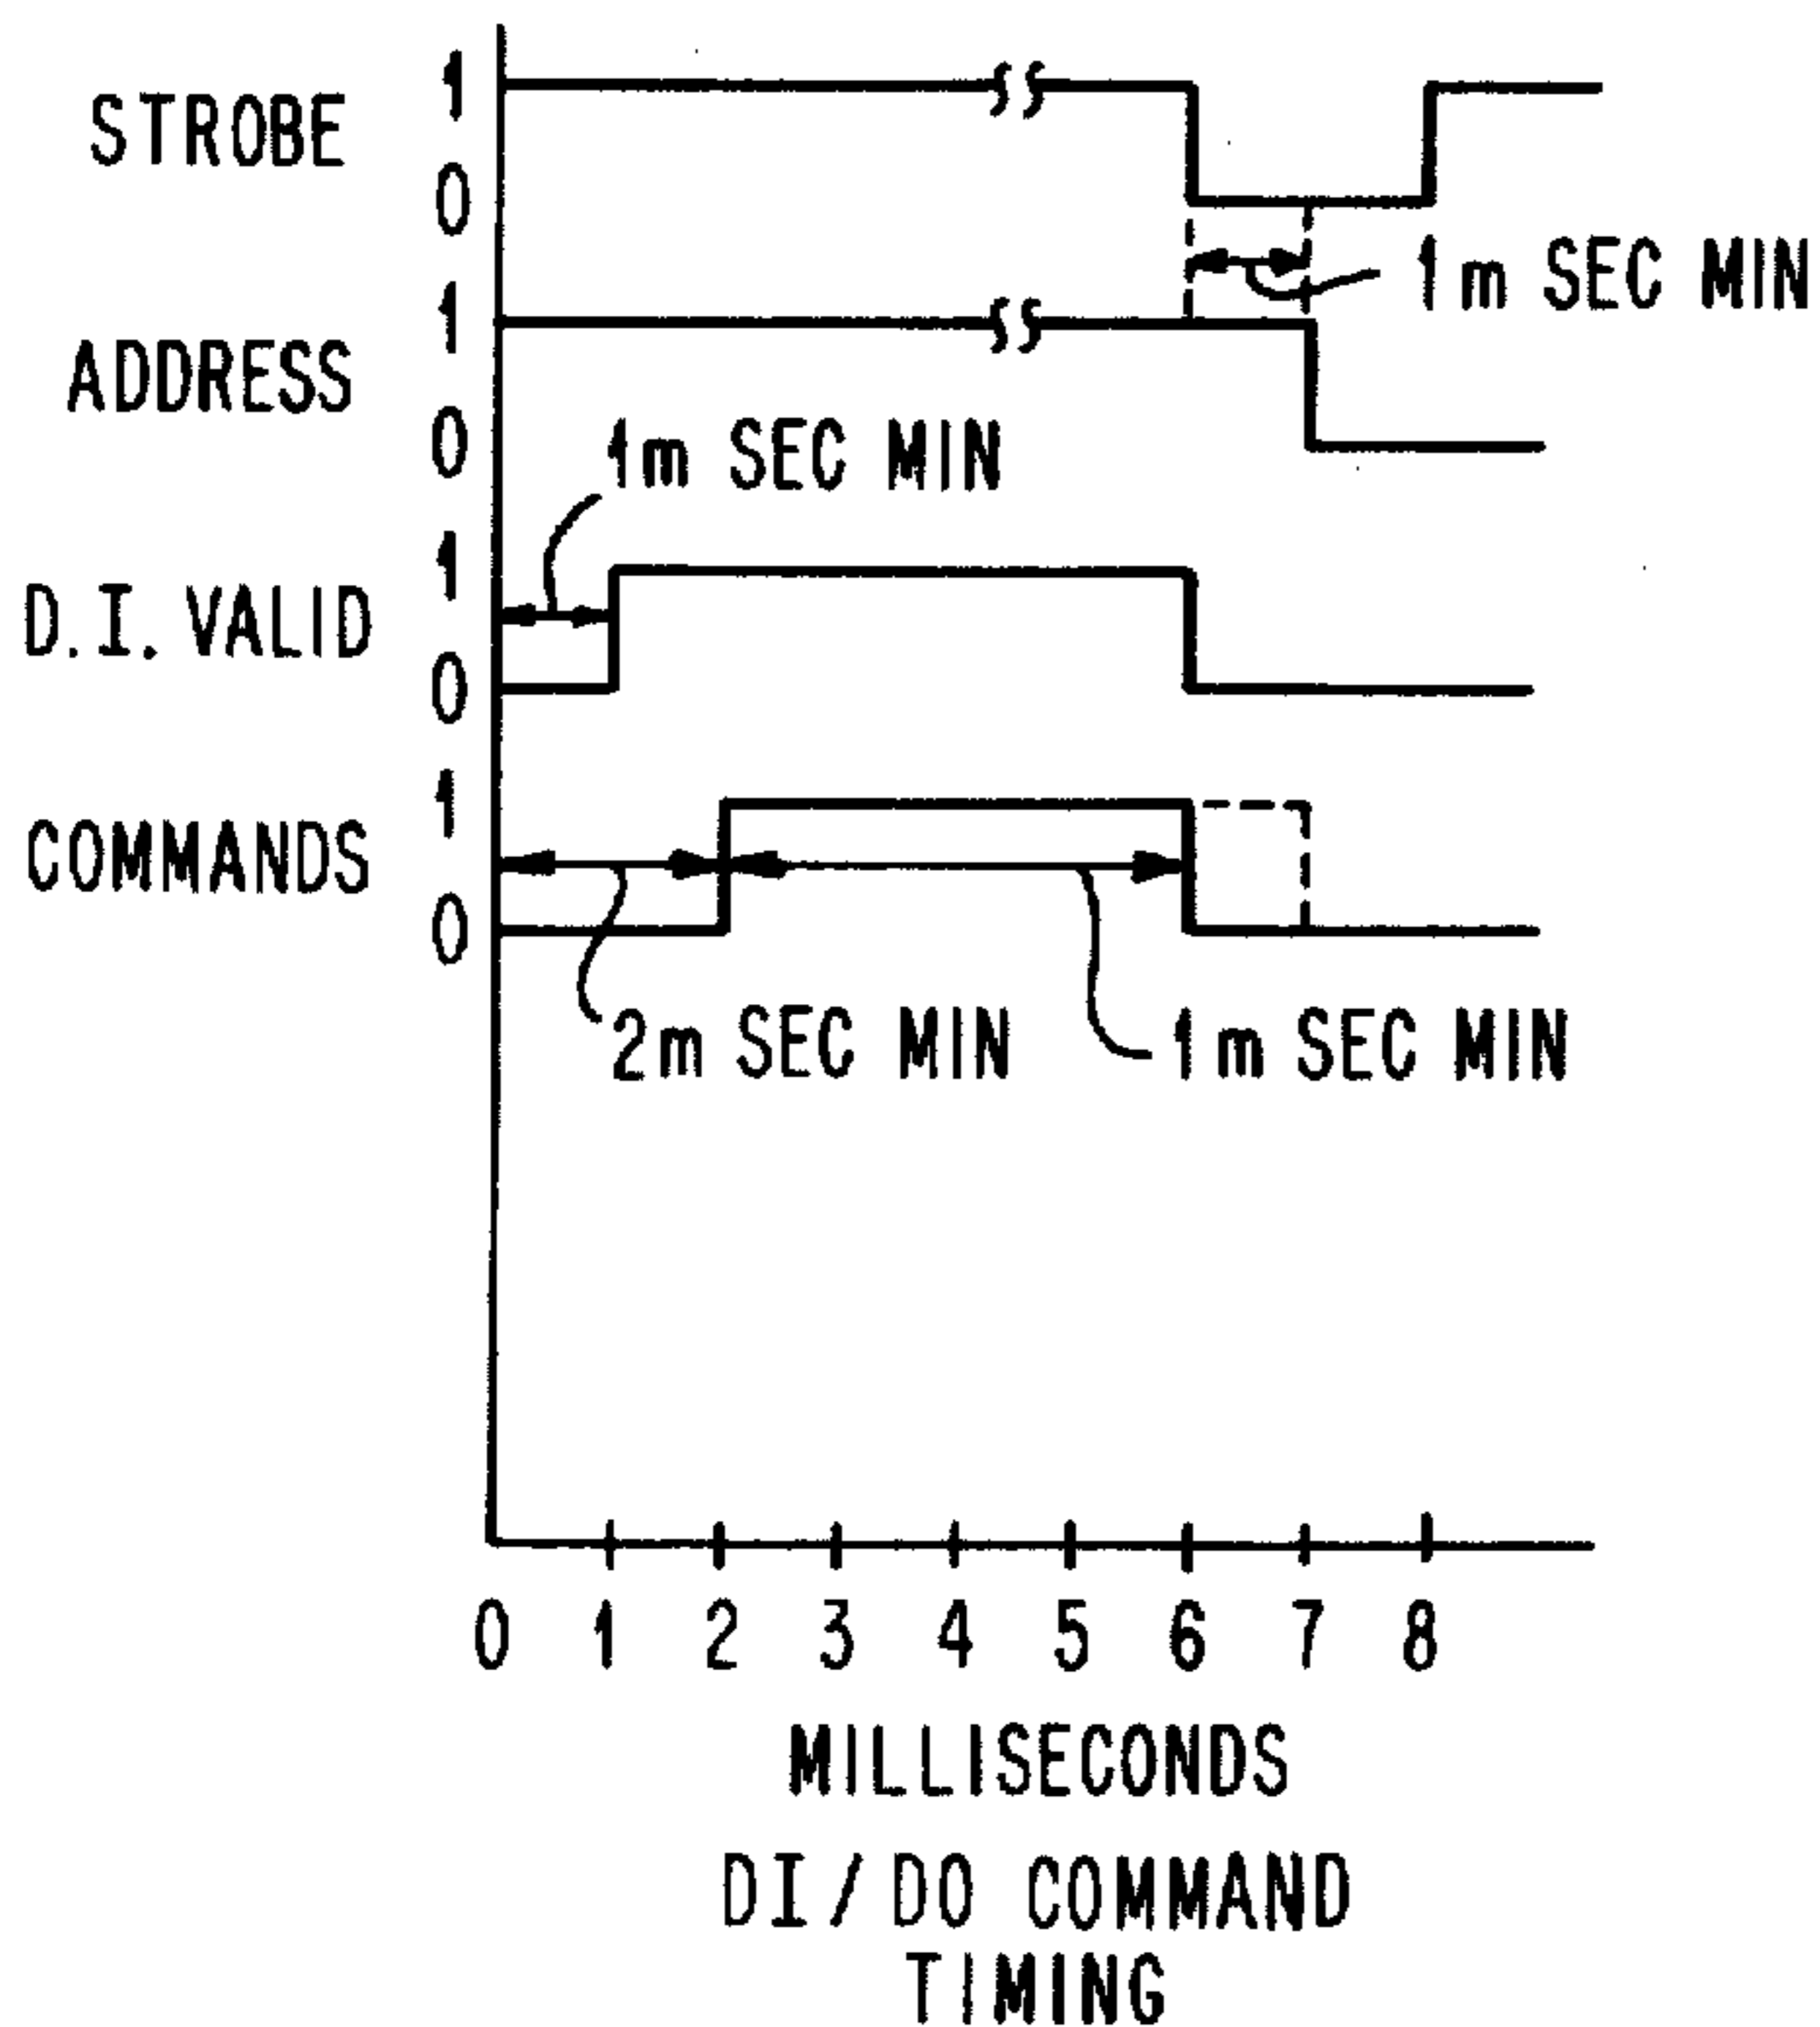 1
STROBE
0
1m SEC MIN
1
ADDRESS
0
1m SEC MIN
1
D.I. VALID
0
1
COMMANDS
0
2m SEC MIN 1m SEC MIN
0 1 2 3 4 5 6 7 8
MILLISECONDS
DI/DO COMMAND
TIMING